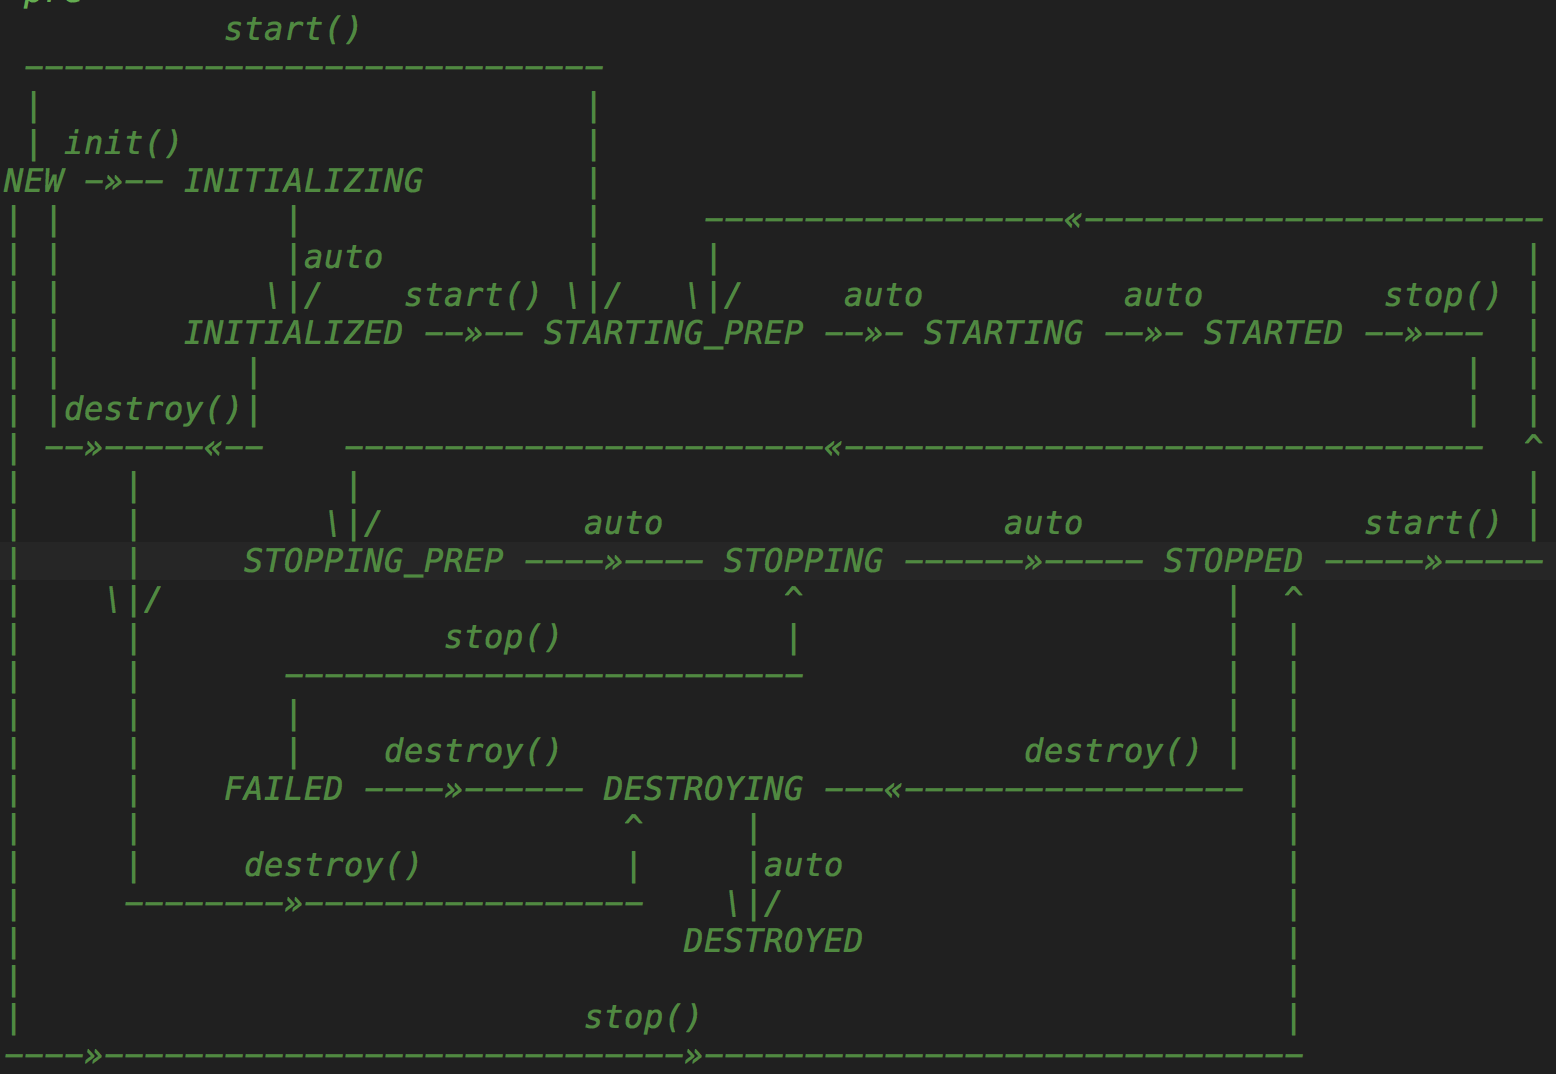 start()
-----------------------------
|                           |
| init()                    |
NEW -»-- INITIALIZING       |
| |           |             |     ------------------«-----------------------
| |           |auto         |     |                                        |
| |          \|/    start() \|/   \|/     auto          auto         stop() |
| |      INITIALIZED --»-- STARTING_PREP --»- STARTING --»- STARTED --»---  |
| |         |                                                            |  |
| |destroy()|                                                            |  |
| --»-----«--    ------------------------«--------------------------------  ^
|     |          |                                                          |
|     |         \|/          auto                 auto              start() |
|     |     STOPPING_PREP ----»---- STOPPING ------»----- STOPPED -----»-----
|    \|/                               ^                     |  ^
|     |               stop()           |                     |  |
|     |       --------------------------                     |  |
|     |       |                                              |  |
|     |       |    destroy()                       destroy() |  |
|     |    FAILED ----»------ DESTROYING ---«-----------------  |
|     |                        ^     |                          |
|     |     destroy()          |     |auto                      |
|     --------»-----------------    \|/                         |
|                                 DESTROYED                     |
|                                                               |
|                            stop()                             |
----»-----------------------------»------------------------------